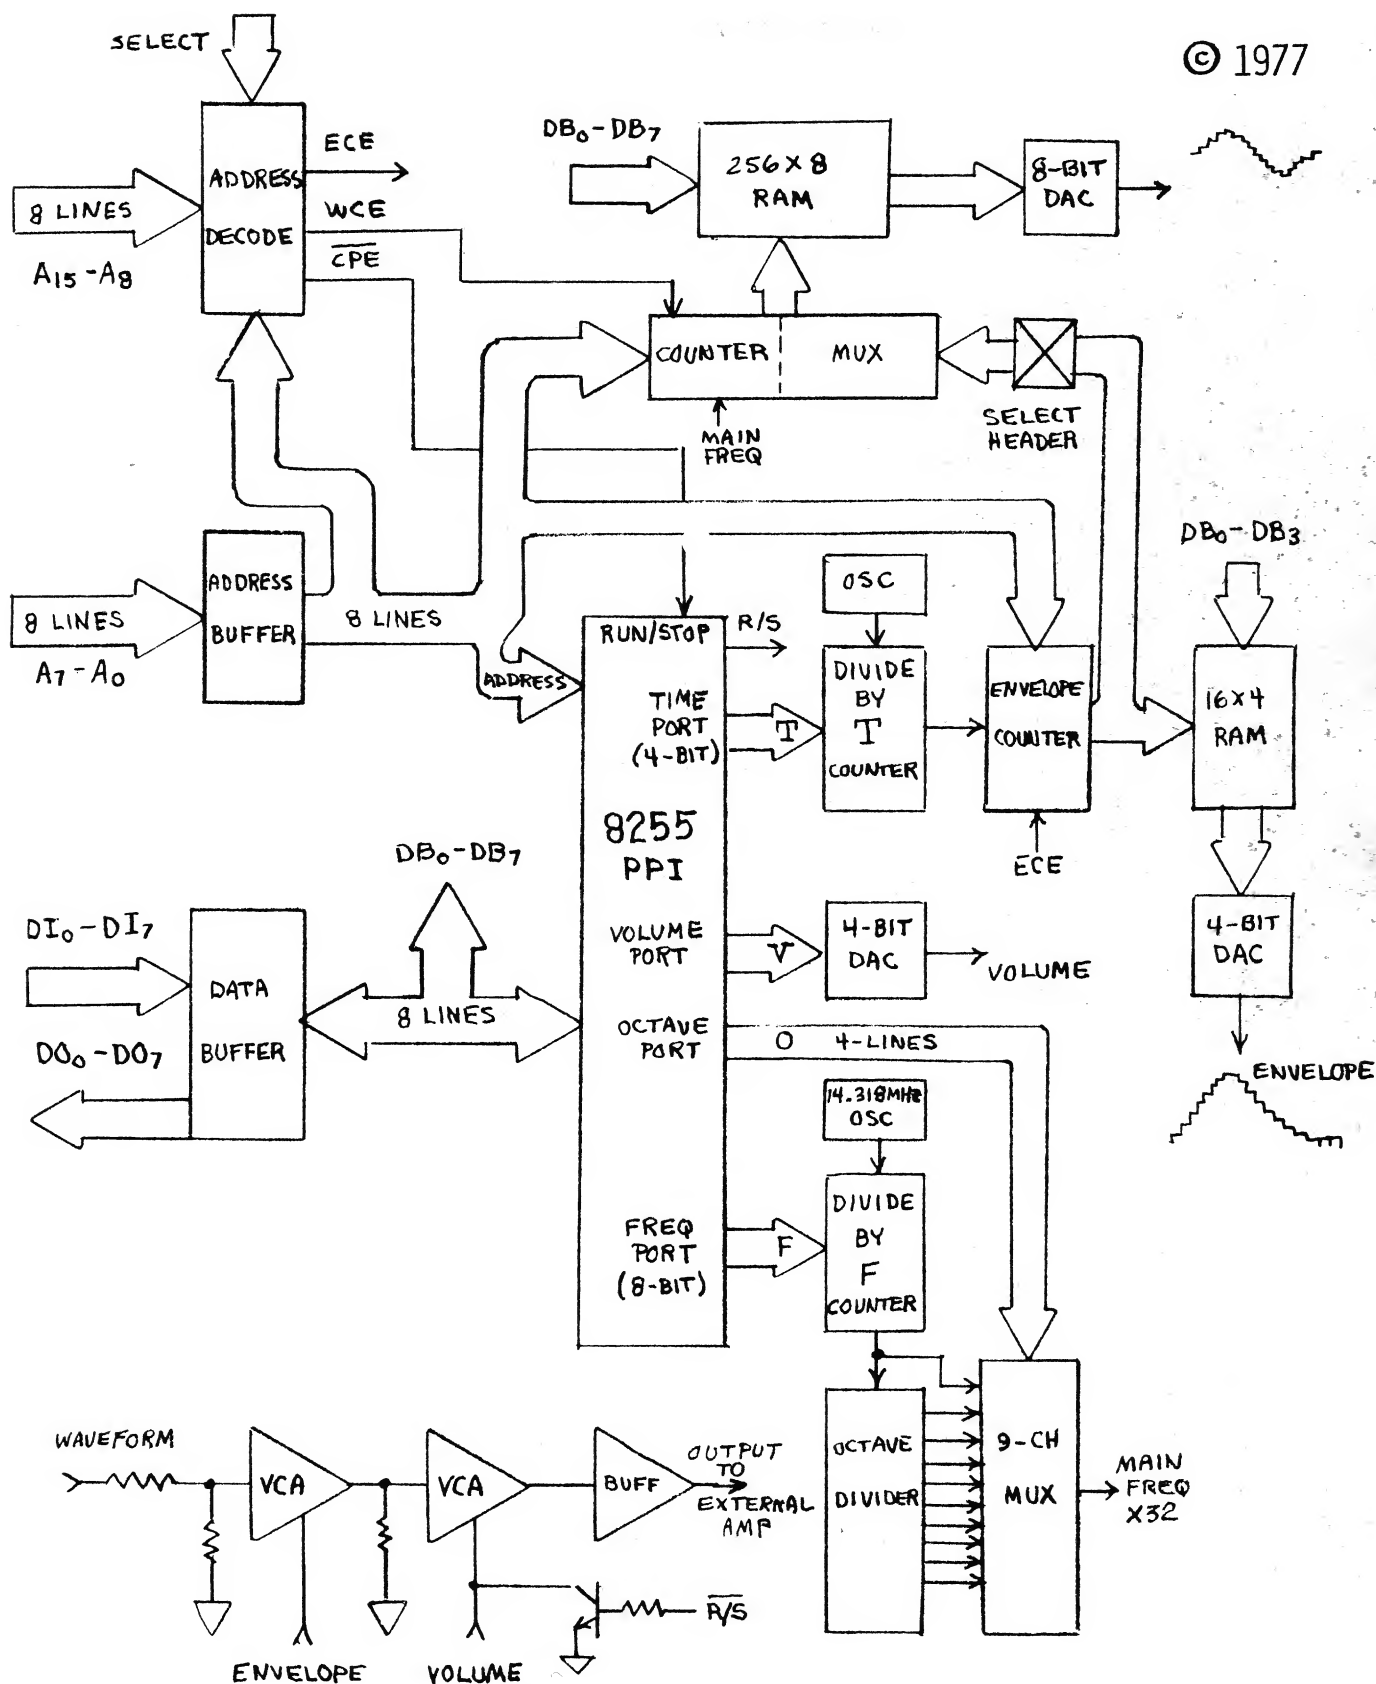 SELECT
© 1977
ADDRESS
DECODE
ECE
WCE
CPE
8 LINES
A15-A8
DB0-DB7
256X8
RAM
8-BIT
DAC
COUNTER
MUX
MAIN
FREQ
SELECT
HEADER
DB0-DB3
ADDRESS
BUFFER
8 LINES
A7-A0
8 LINES
ADDRESS
RUN/STOP
R/S
TIME
PORT
(4-BIT)
T
OSC
DIVIDE
BY
T
COUNTER
ENVELOPE
COUNTER
ECE
16X4
RAM
8255
PPI
DB0-DB7
DI0-DI7
DATA
BUFFER
DO0-DO7
8 LINES
VOLUME
PORT
V
4-BIT
DAC
VOLUME
4-BIT
DAC
ENVELOPE
OCTAVE
PORT
O 4-LINES
14.318MHz
OSC
FREQ
PORT
(8-BIT)
F
DIVIDE
BY
F
COUNTER
OCTAVE
DIVIDER
9-CH
MUX
MAIN
FREQ
X32
WAVEFORM
VCA
VCA
BUFF
OUTPUT
TO
EXTERNAL
AMP
R/S
ENVELOPE
VOLUME